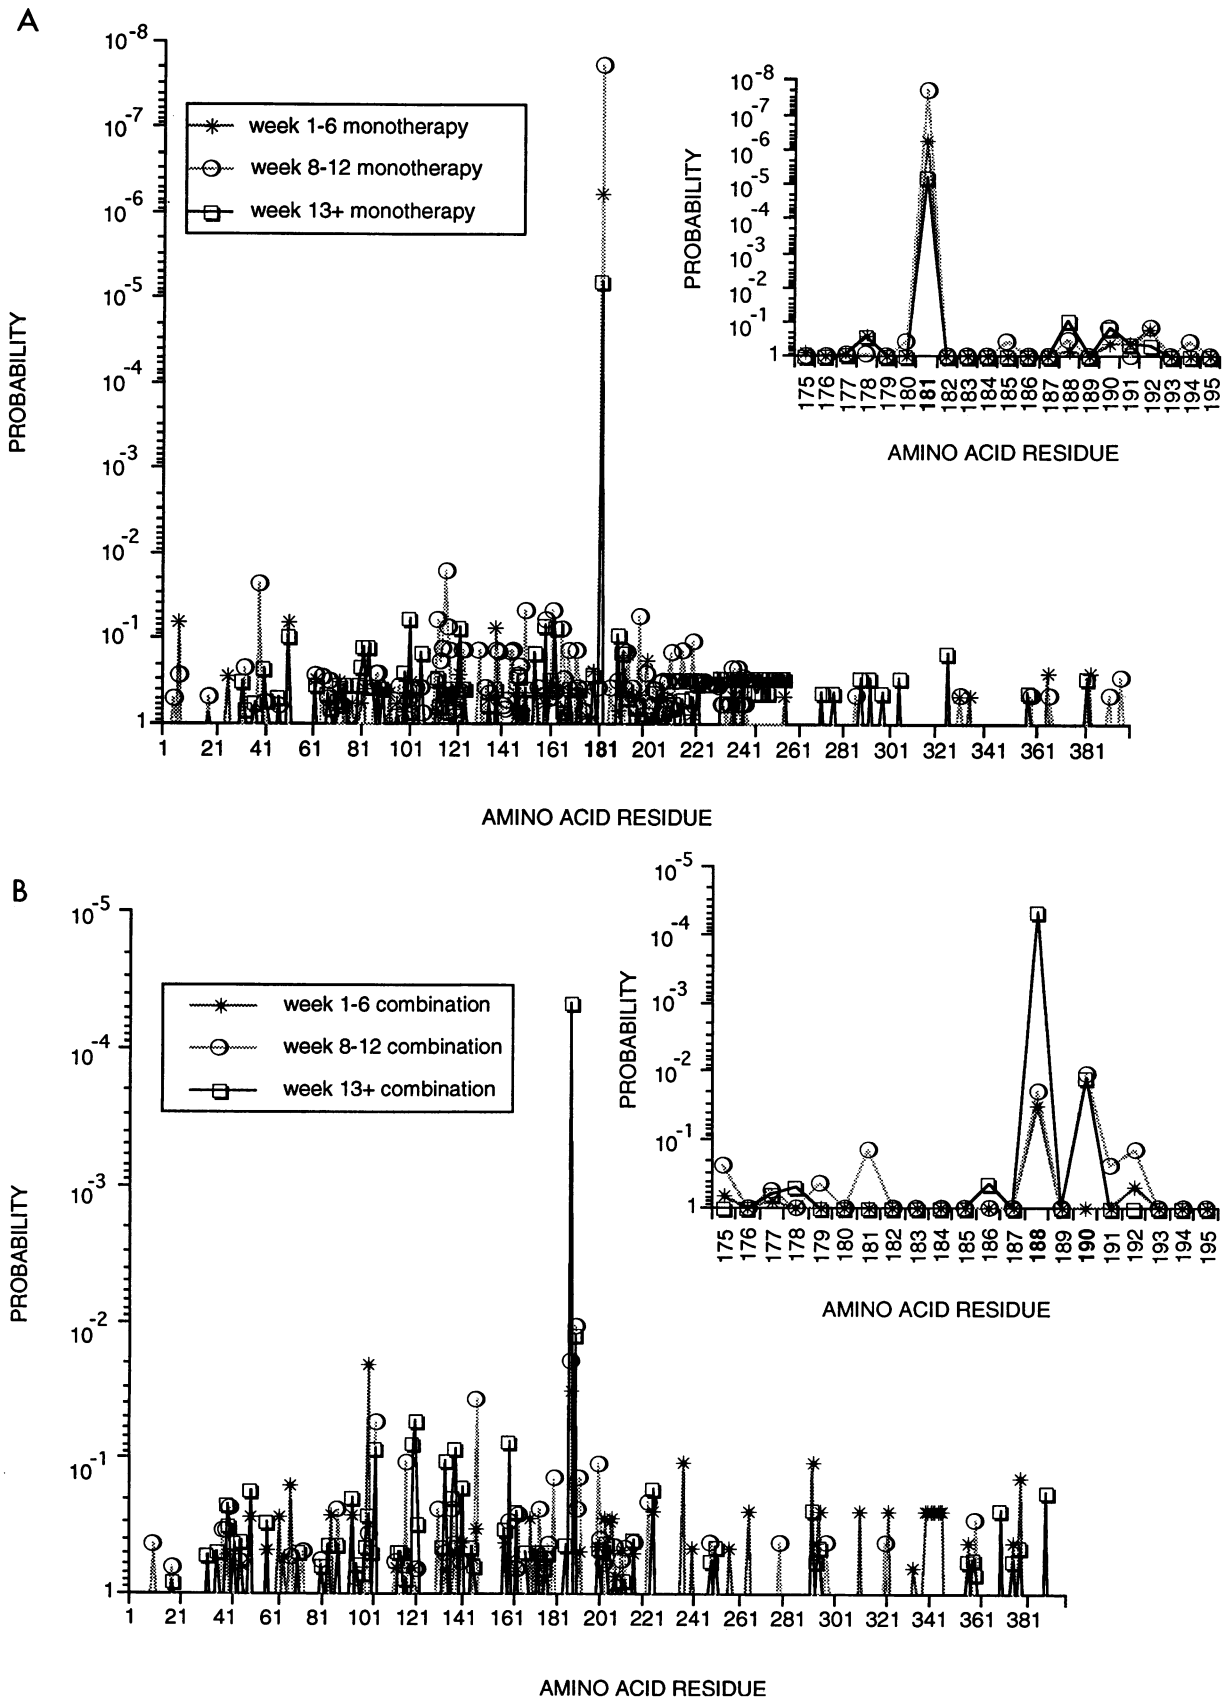 A
10-8
10-7
10-6
10-5
10-4
10-3
10-2
10-1
1
PROBABILITY
week 1-6 monotherapy
week 8-12 monotherapy
week 13+ monotherapy
1 21 41 61 81 101 121 141 161 181 201 221 241 261 281 301 321 341 361 381
AMINO ACID RESIDUE
10-8
10-7
10-6
10-5
10-4
10-3
10-2
10-1
1
PROBABILITY
175 176 177 178 179 180 181 182 183 184 185 186 187 188 189 190 191 192 193 194 195
AMINO ACID RESIDUE
B
10-5
10-4
10-3
10-2
10-1
1
PROBABILITY
week 1-6 combination
week 8-12 combination
week 13+ combination
1 21 41 61 81 101 121 141 161 181 201 221 241 261 281 301 321 341 361 381
AMINO ACID RESIDUE
10-5
10-4
10-3
10-2
10-1
1
PROBABILITY
175 176 177 178 179 180 181 182 183 184 185 186 187 188 189 190 191 192 193 194 195
AMINO ACID RESIDUE